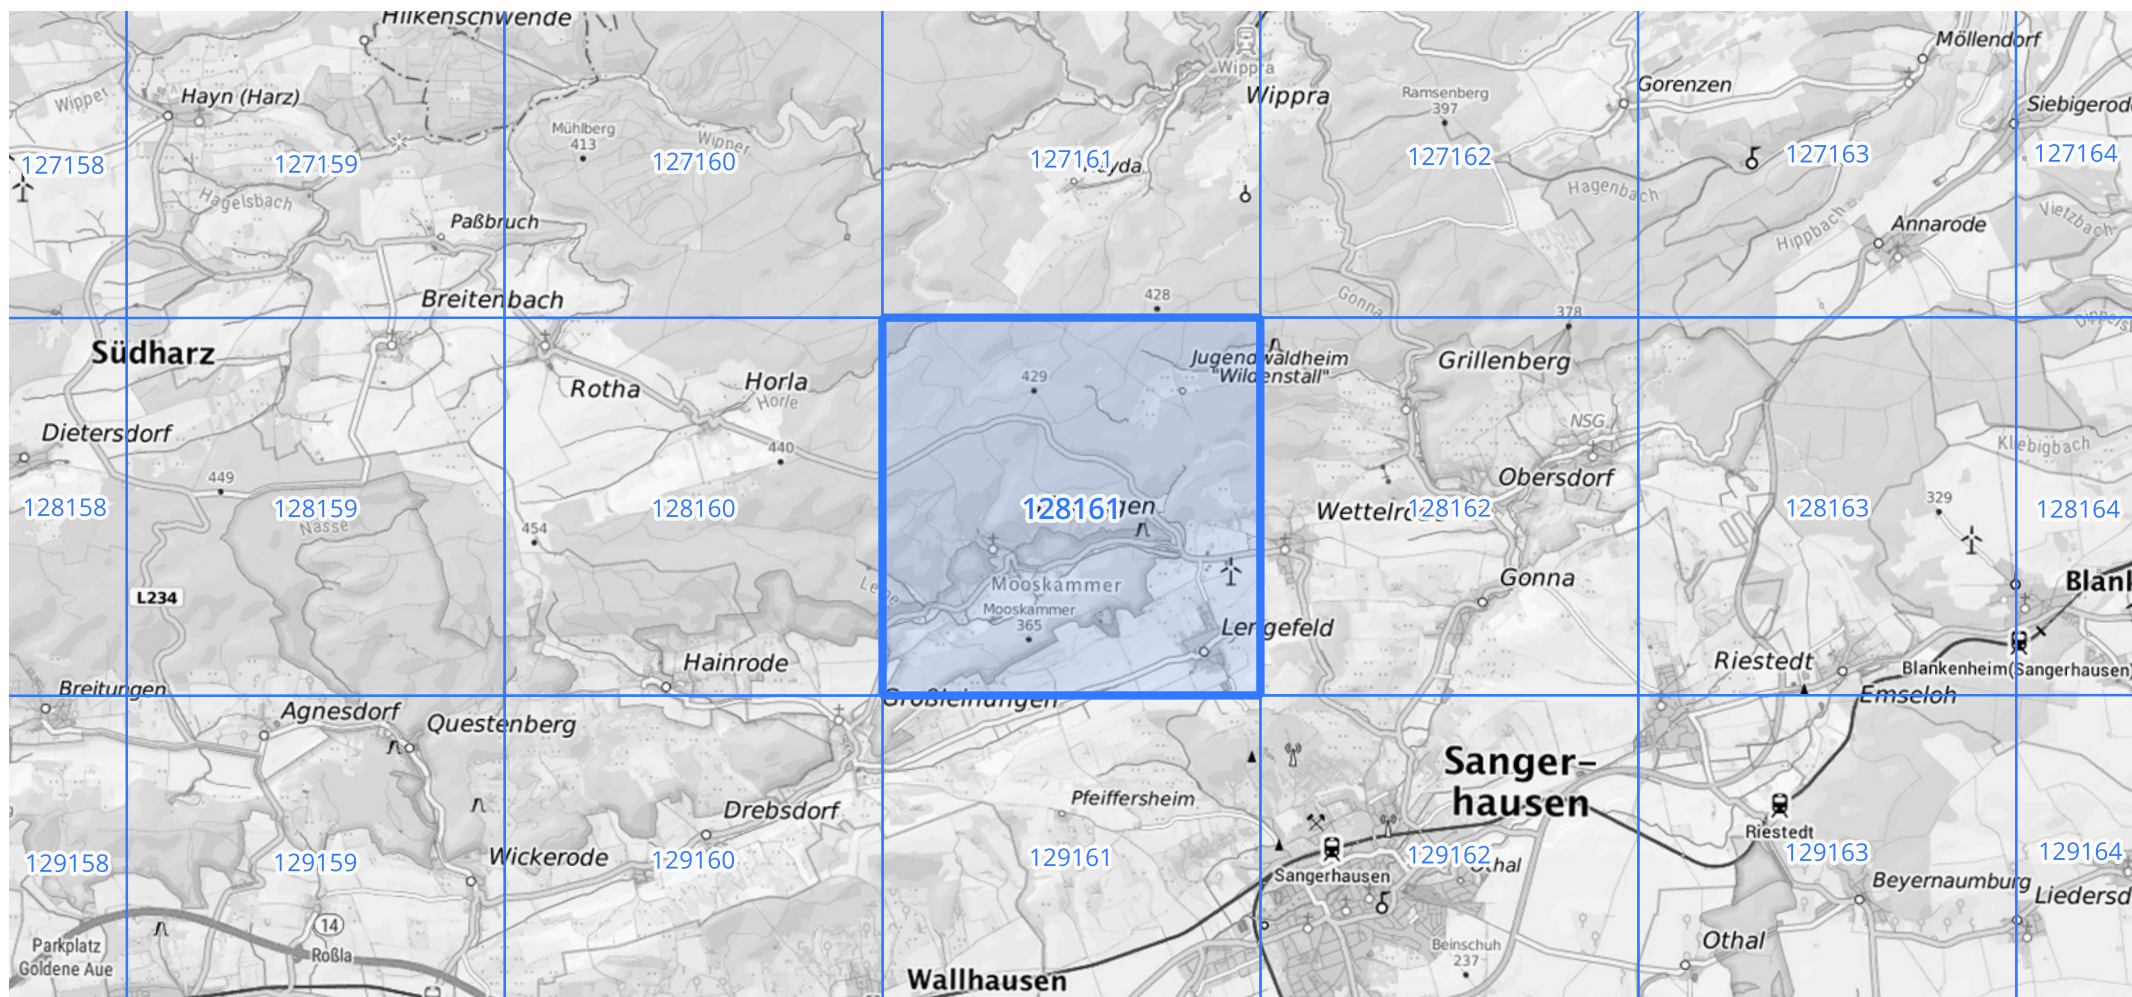 Hilkenschwende
Möllendorf
Wippra
Gorenzen
Wipper
Hayn (Harz)
Wippra
Ramsenberg
397
Siebigerod
Mühlberg
413
Wipper
127158
127159
127160
127161
127162
127163
127164
Hagelsbach
Hagenbach
Paßbruch
Hippbach
Annarode
Vietzbach
Breitenbach
428
Gonna
378
Südharz
Jugendwaldheim
"Wildenstall"
Grillenberg
Rotha
Horla
Horle
429
Dietersdorf
NSG
Kliebigbach
449
440
Obersdorf
128158
128159
128160
128161
128162
128163
128164
Nasse
454
329
L234
Mooskammer
Mooskammer
365
Gonna
Blank
Lengefeld
Hainrode
Riestedt
Blankenheim(Sangerhausen)
Breitungen
Agnesdorf
Questenberg
Großleinungen
Emseloh
Sanger-
hausen
Drebsdorf
Pfeiffersheim
Riestedt
Wickerode
129158
129159
129160
129161
129162
129163
129164
Sangerhausen
Beyernaumburg
Liedersd
14
Roßla
Parkplatz
Goldene Aue
Beinschuh
237
Othal
Wallhausen